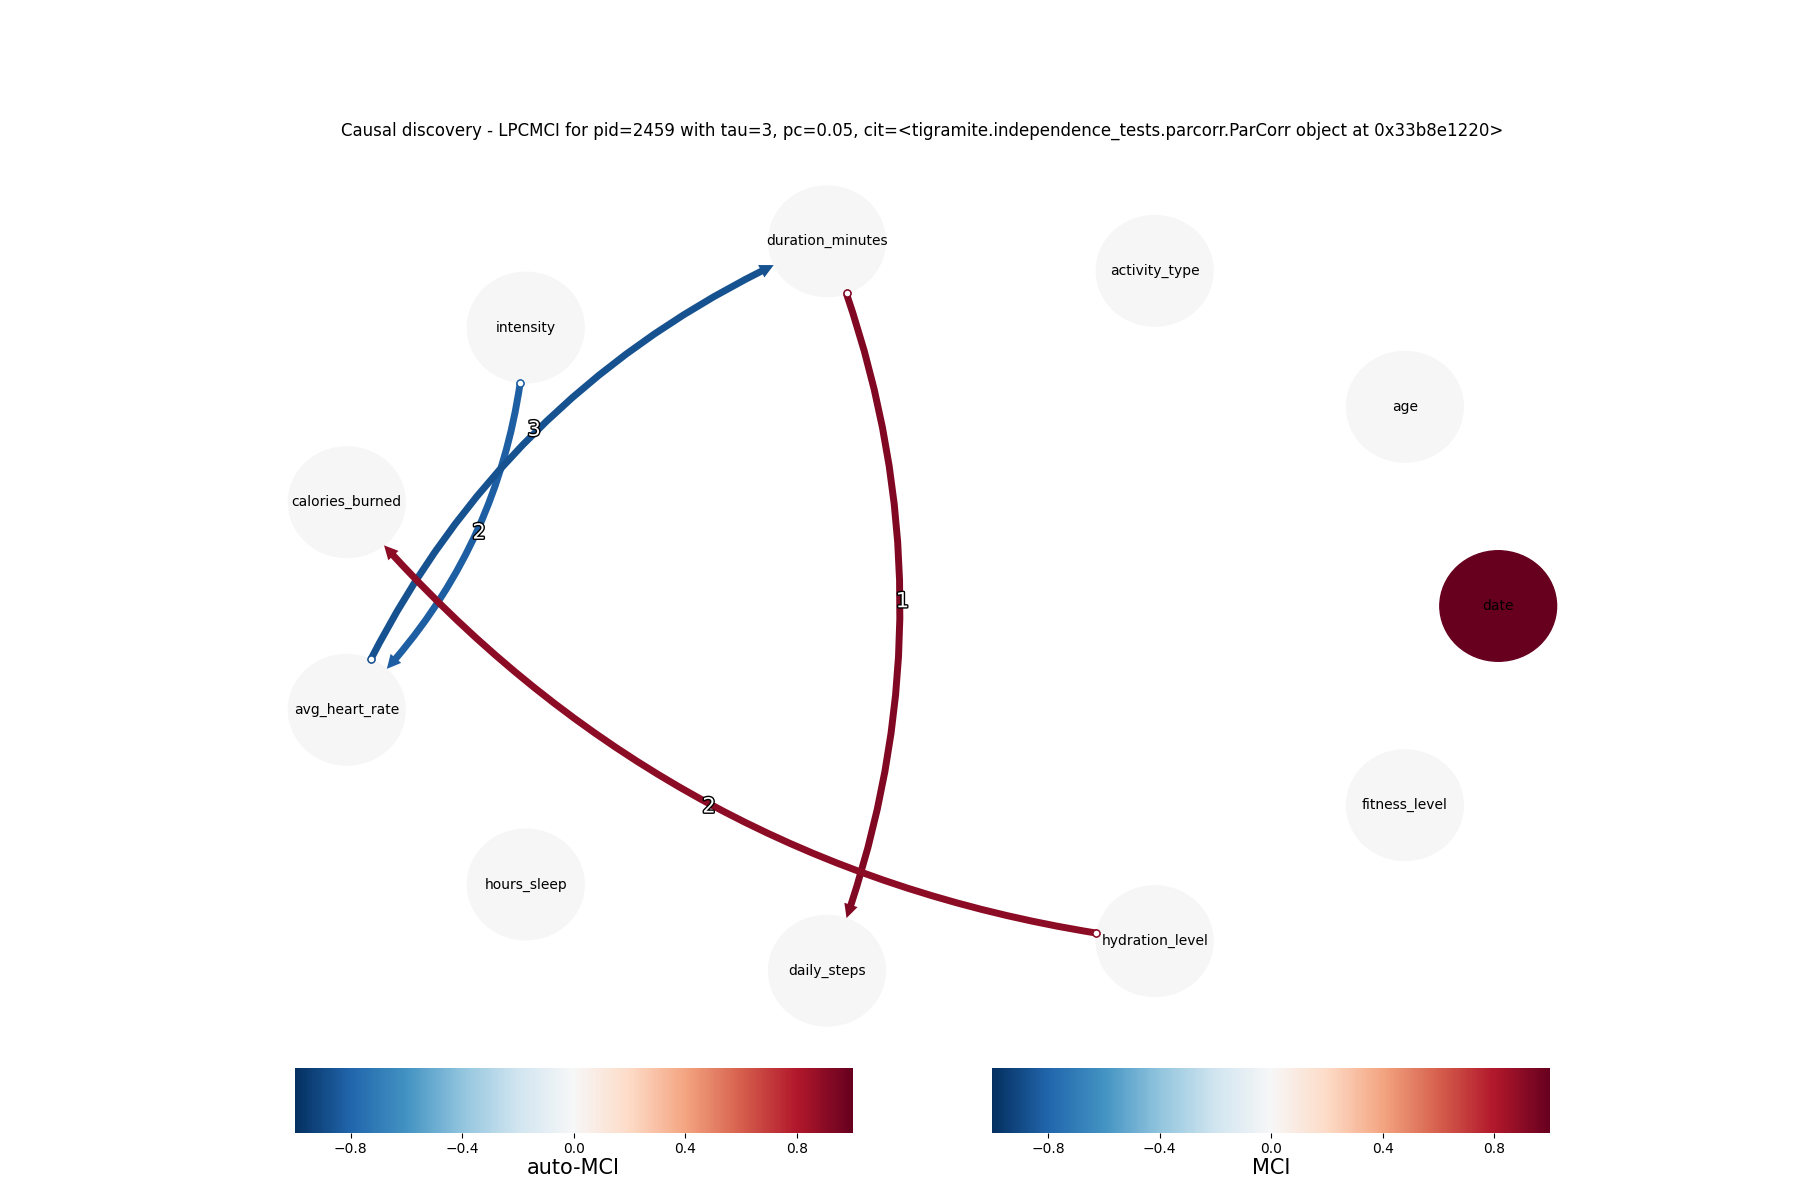 Causal discovery - LPCMCI for pid=2459 with tau=3, pc=0.05, cit=<tigramite.independence_tests.parcorr.ParCorr object at 0x33b8e1220>
duration_minutes
activity_type
intensity
age
3
calories_burned
2
1
date
avg_heart_rate
2
fitness_level
hours_sleep
hydration_level
daily_steps
−0.8 −0.4 0.0 0.4 0.8
auto-MCI
−0.8 −0.4 0.0 0.4 0.8
MCI